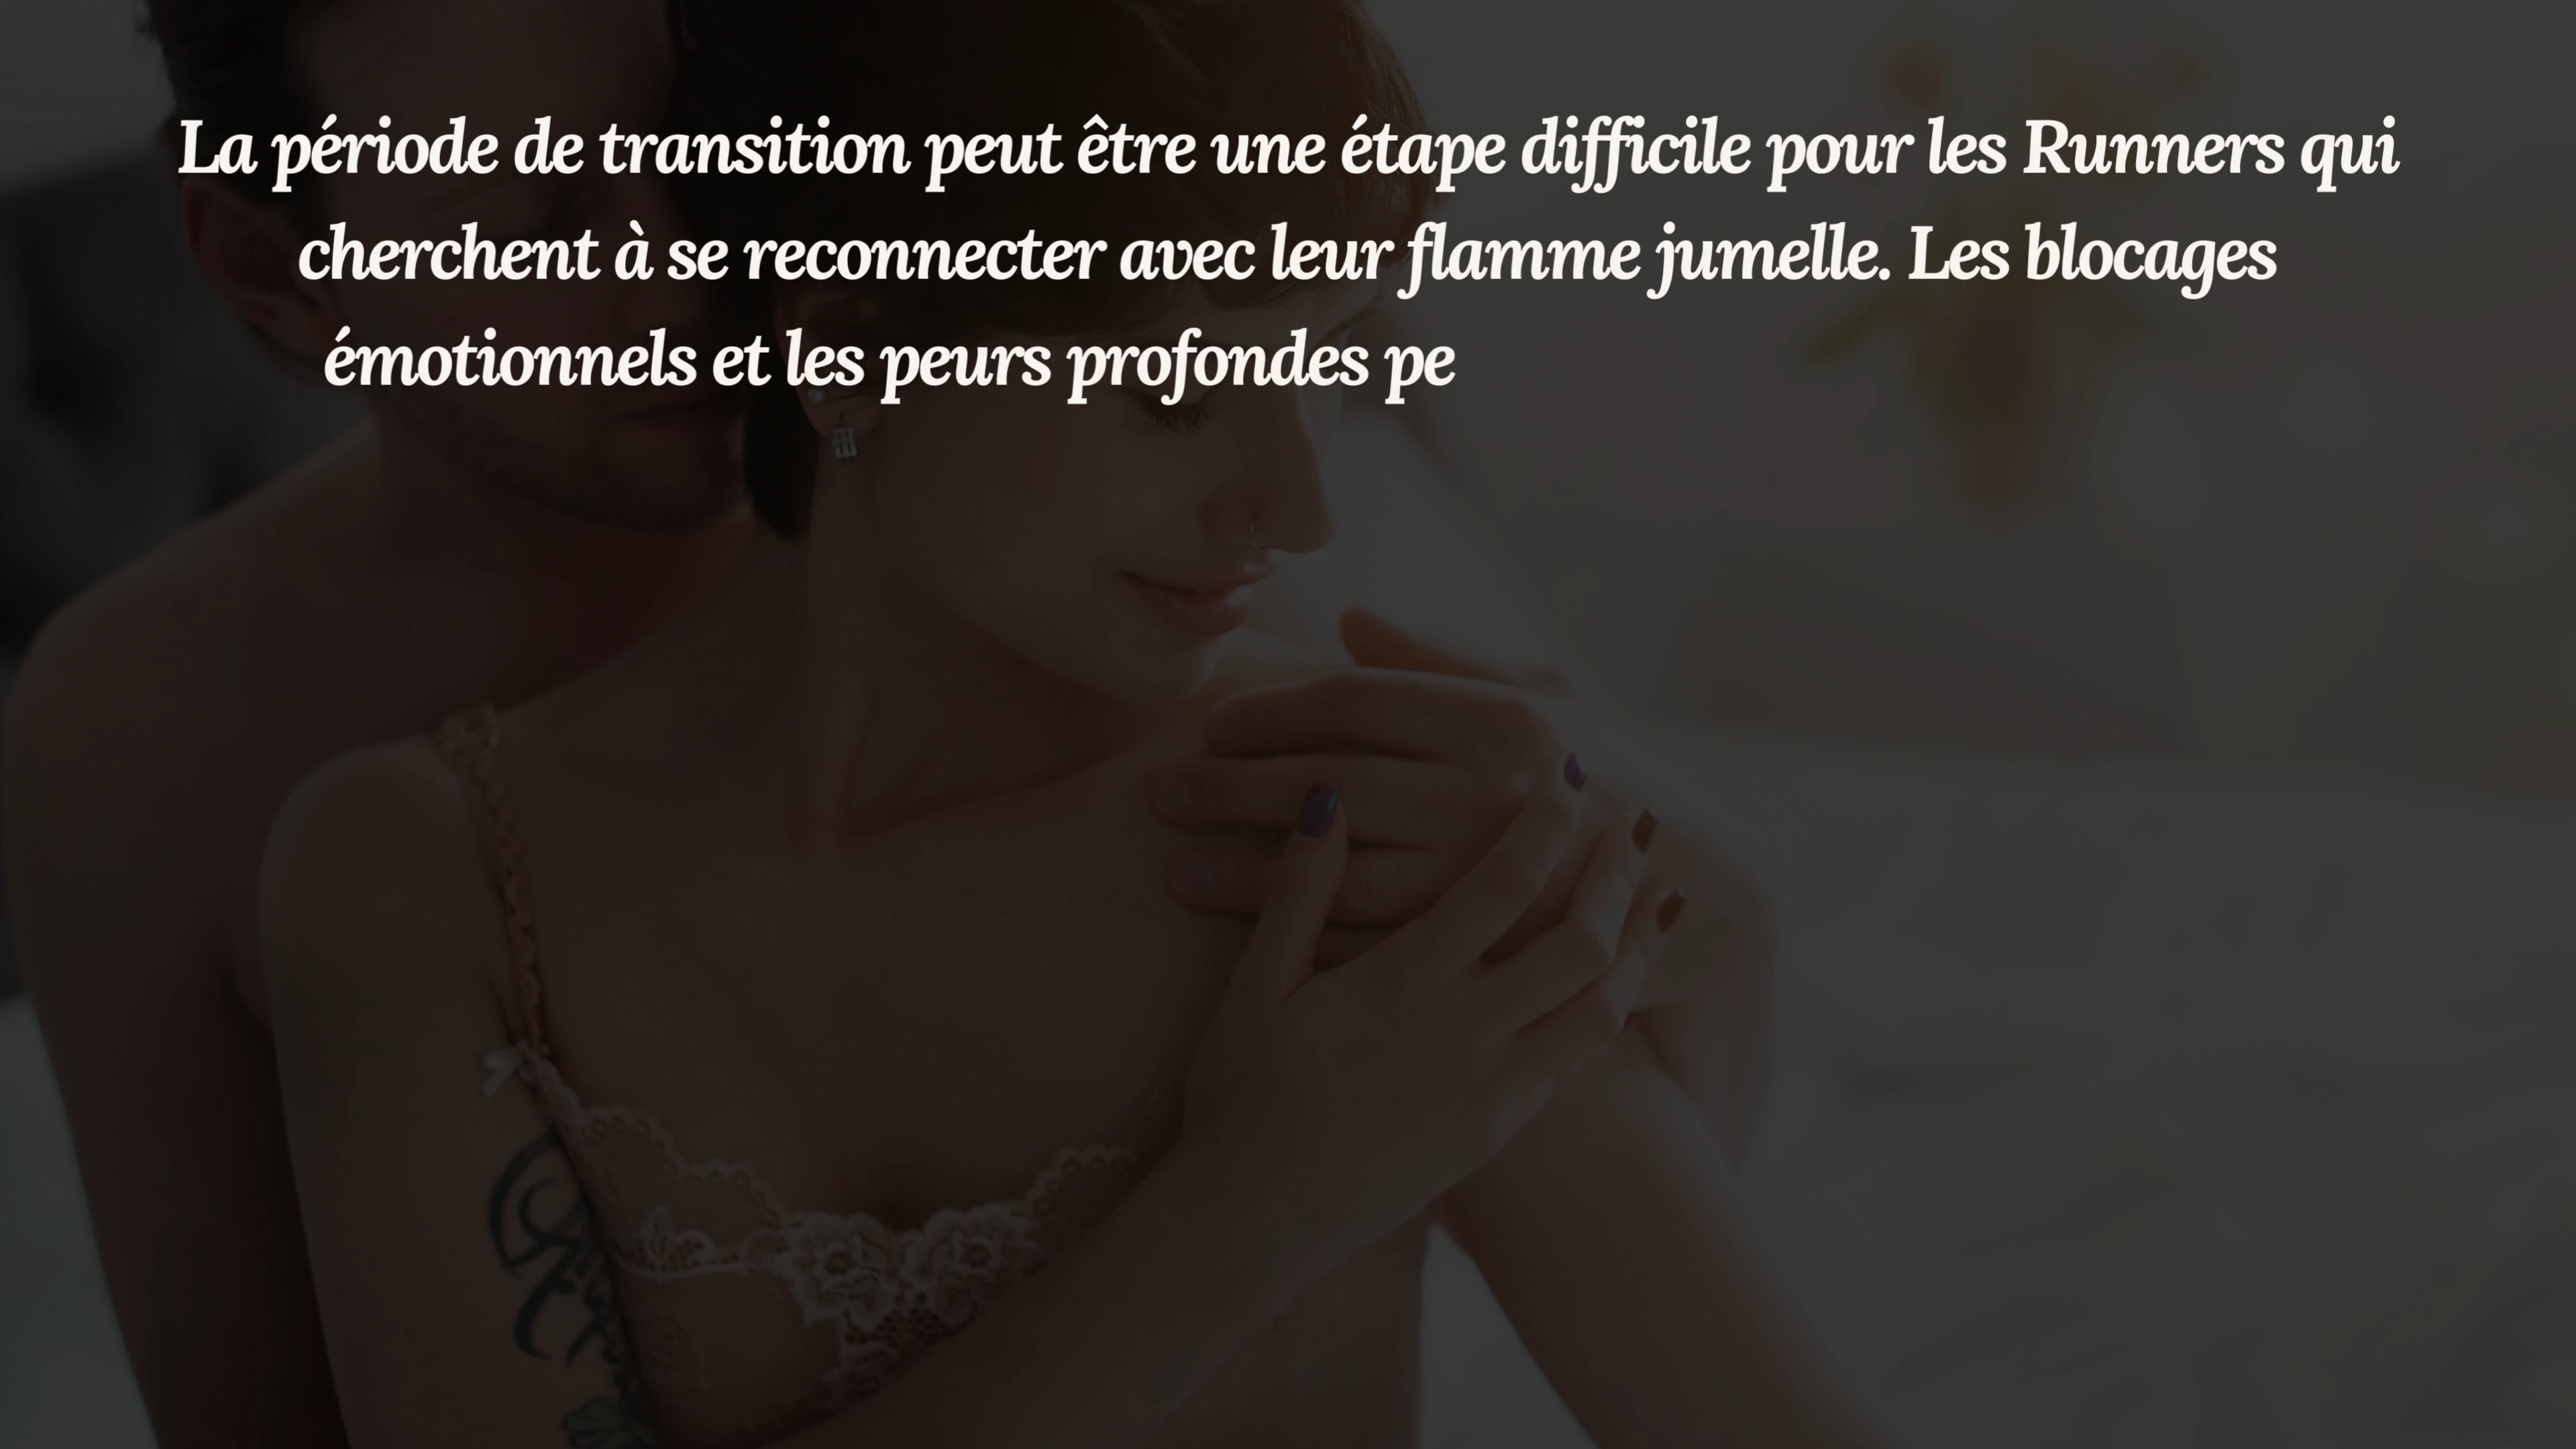 La période de transition peut être une étape difficile pour les Runners qui
cherchent à se reconnecter avec leur flamme jumelle. Les blocages
émotionnels et les peurs profondes pe